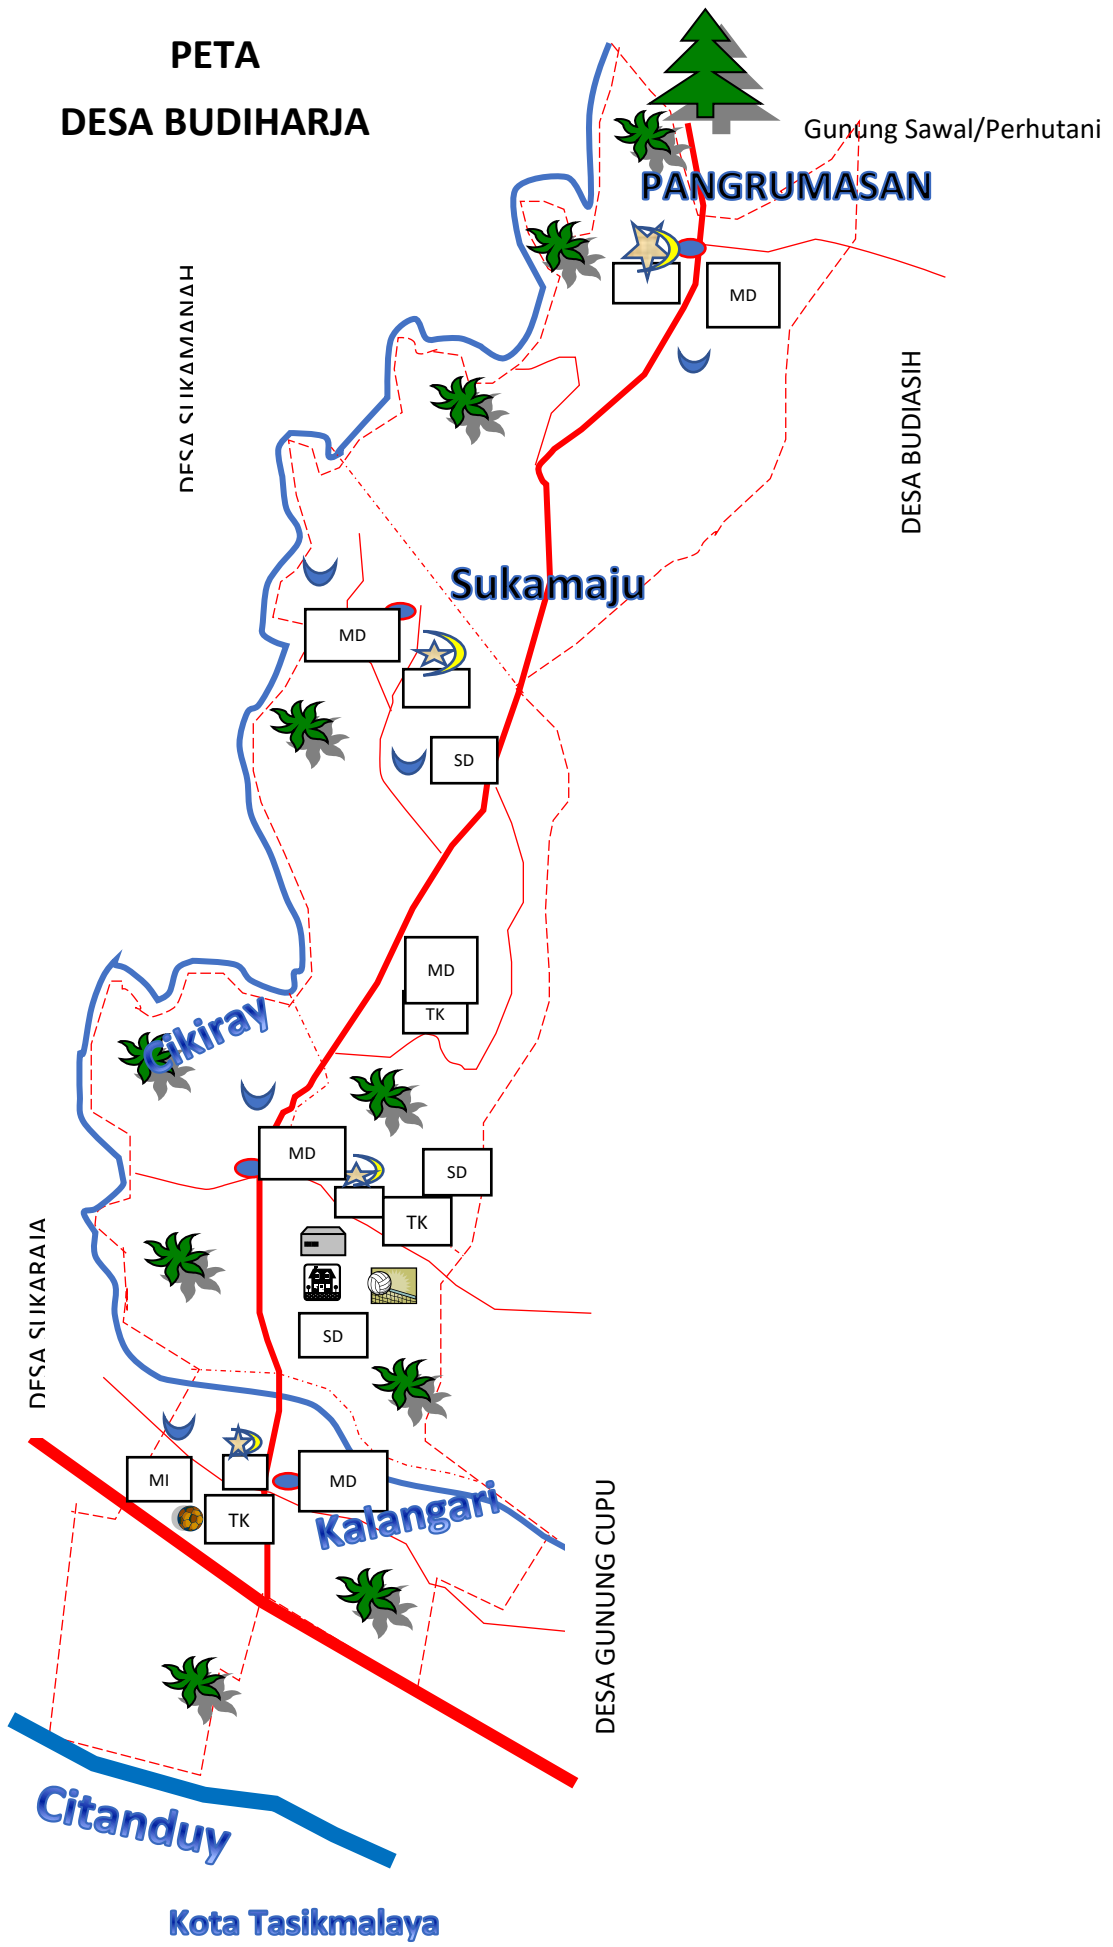 PETA
DESA BUDIHARJA
Gunung Sawal/Perhutani
PANGRUMASAN
MD
DESA SUKAMANAH
DESA BUDIASIH
Sukamaju
MD
SD
MD
TK
Cikiray
MD
SD
TK
SD
DESA SUKARAJA
MI
MD
TK
Kalangari
DESA GUNUNG CUPU
Citanduy
Kota Tasikmalaya